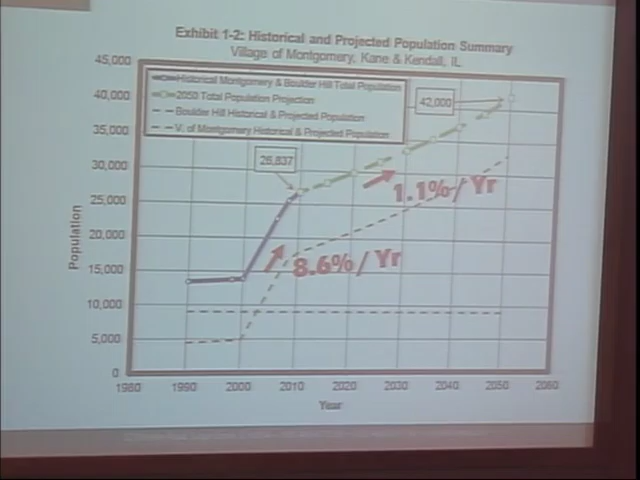 Exhibit 1-2: Historical and Projected Population Summary
Village of Montgomery, Kane & Kendall, IL
Historical Montgomery & Boulder Hill Total Population
2050 Total Population Projection
Boulder Hill Historical & Projected Population
V. of Montgomery Historical & Projected Population
45,000
40,000
35,000
30,000
25,000
20,000
15,000
10,000
5,000
0
Population
42,000
26,837
1.1%/Yr
8.6%/Yr
1980
1990
2000
2010
2020
2030
2040
2050
2060
Year